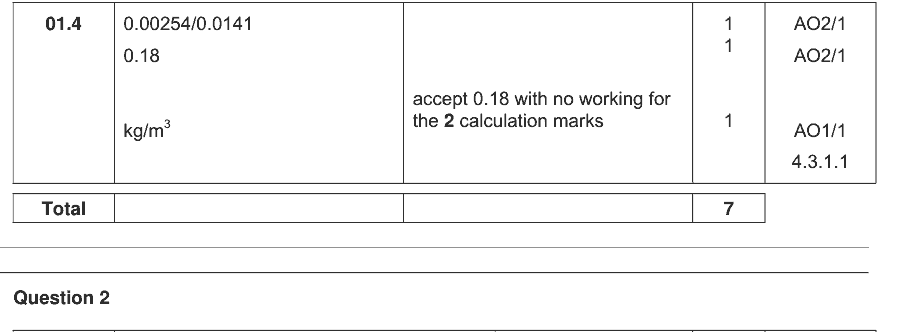 01.4 0.00254/0.0141 1 AO2/1
0.18 1 AO2/1
accept 0.18 with no working for
the 2 calculation marks
kg/m³ 1 AO1/1
4.3.1.1
Total 7
Question 2